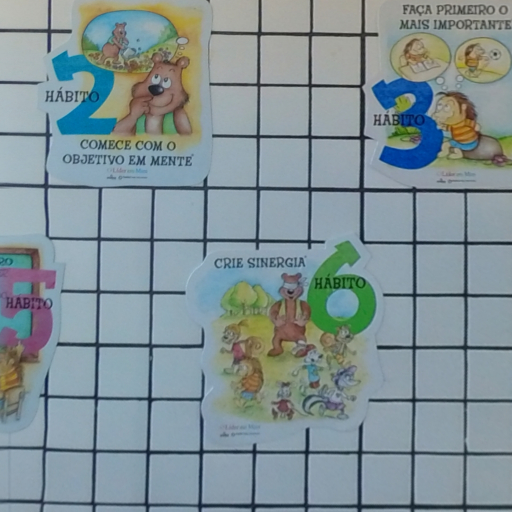 2
HÁBITO
COMECE COM O
OBJETIVO EM MENTE
FAÇA PRIMEIRO O
MAIS IMPORTANTE
3
HÁBITO
5
HÁBITO
CRIE SINERGIA
6
HÁBITO